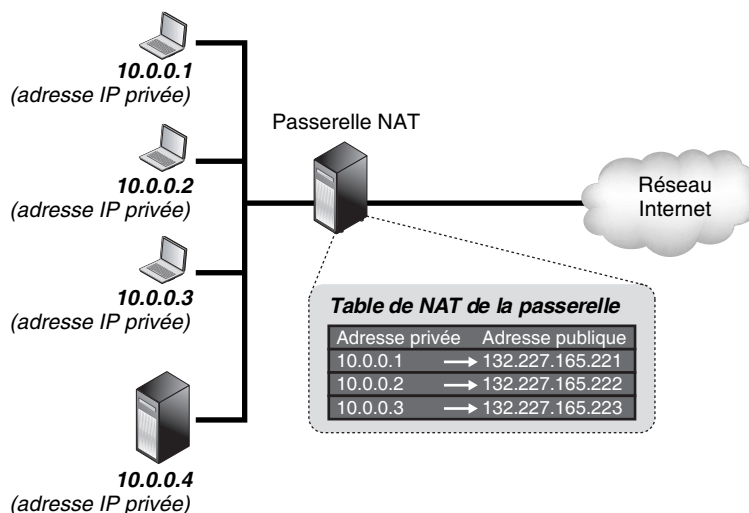 10.0.0.1
(adresse IP privée)
10.0.0.2
(adresse IP privée)
10.0.0.3
(adresse IP privée)
10.0.0.4
(adresse IP privée)
Passerelle NAT
Réseau
Internet
Table de NAT de la passerelle
Adresse privée Adresse publique
10.0.0.1 → 132.227.165.221
10.0.0.2 → 132.227.165.222
10.0.0.3 → 132.227.165.223